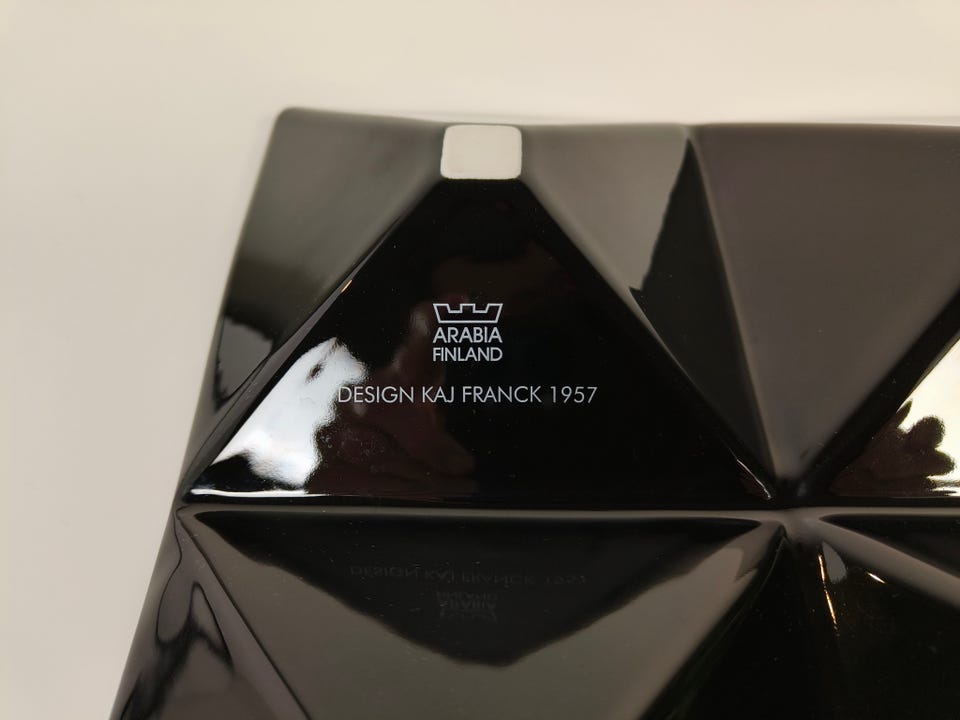 ARABIA
FINLAND
DESIGN KAJ FRANCK 1957